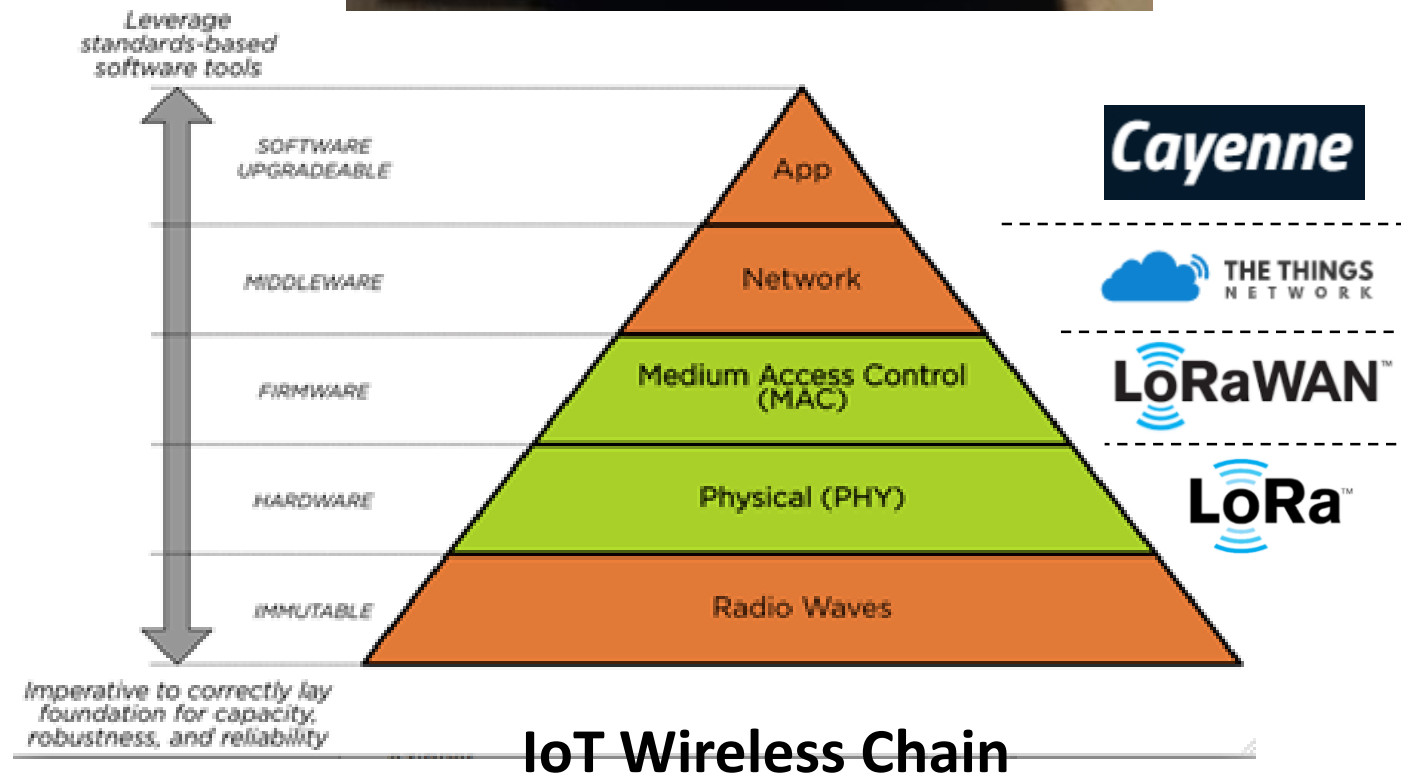 Leverage
standards-based
software tools
SOFTWARE
UPGRADEABLE
App
Cayenne
MIDDLEWARE
Network
THE THINGS
NETWORK
FIRMWARE
Medium Access Control
(MAC)
LoRaWAN™
HARDWARE
Physical (PHY)
LoRa™
IMMUTABLE
Radio Waves
Imperative to correctly lay
foundation for capacity,
robustness, and reliability
IoT Wireless Chain